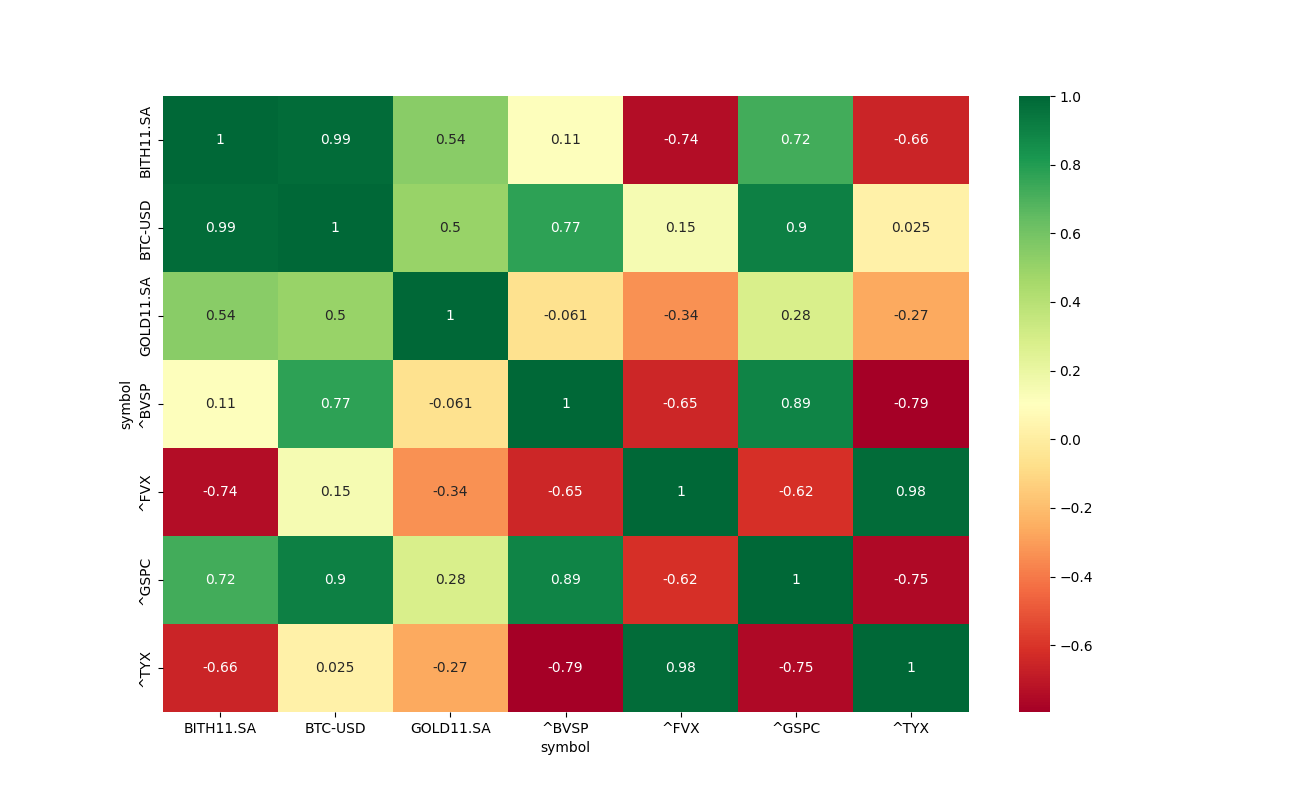 BITH11.SA 1 0.99 0.54 0.11 -0.74 0.72 -0.66
BTC-USD 0.99 1 0.5 0.77 0.15 0.9 0.025
GOLD11.SA 0.54 0.5 1 -0.061 -0.34 0.28 -0.27
symbol
^BVSP 0.11 0.77 -0.061 1 -0.65 0.89 -0.79
^FVX -0.74 0.15 -0.34 -0.65 1 -0.62 0.98
^GSPC 0.72 0.9 0.28 0.89 -0.62 1 -0.75
^TYX -0.66 0.025 -0.27 -0.79 0.98 -0.75 1
BITH11.SA BTC-USD GOLD11.SA ^BVSP ^FVX ^GSPC ^TYX
symbol
1.0
0.8
0.6
0.4
0.2
0.0
−0.2
−0.4
−0.6